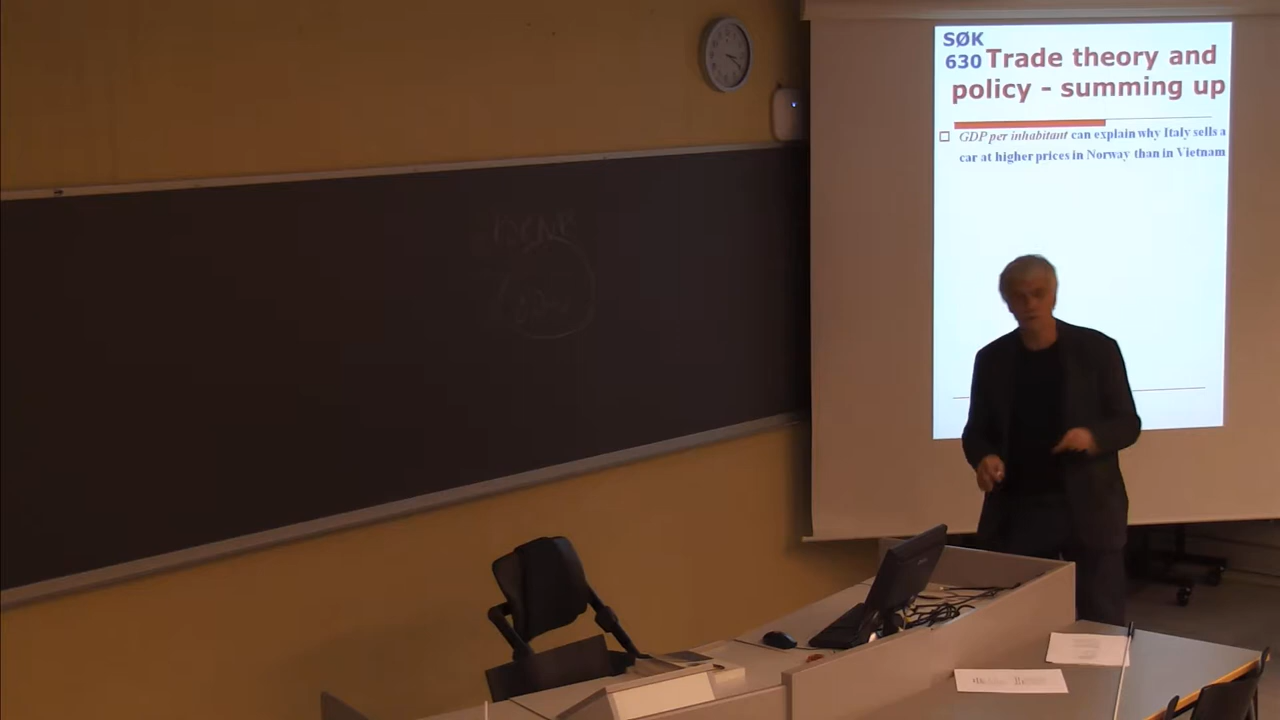 SØK
630 Trade theory and
policy - summing up
GDP per inhabitant can explain why Italy sells a
car at higher prices in Norway than in Vietnam